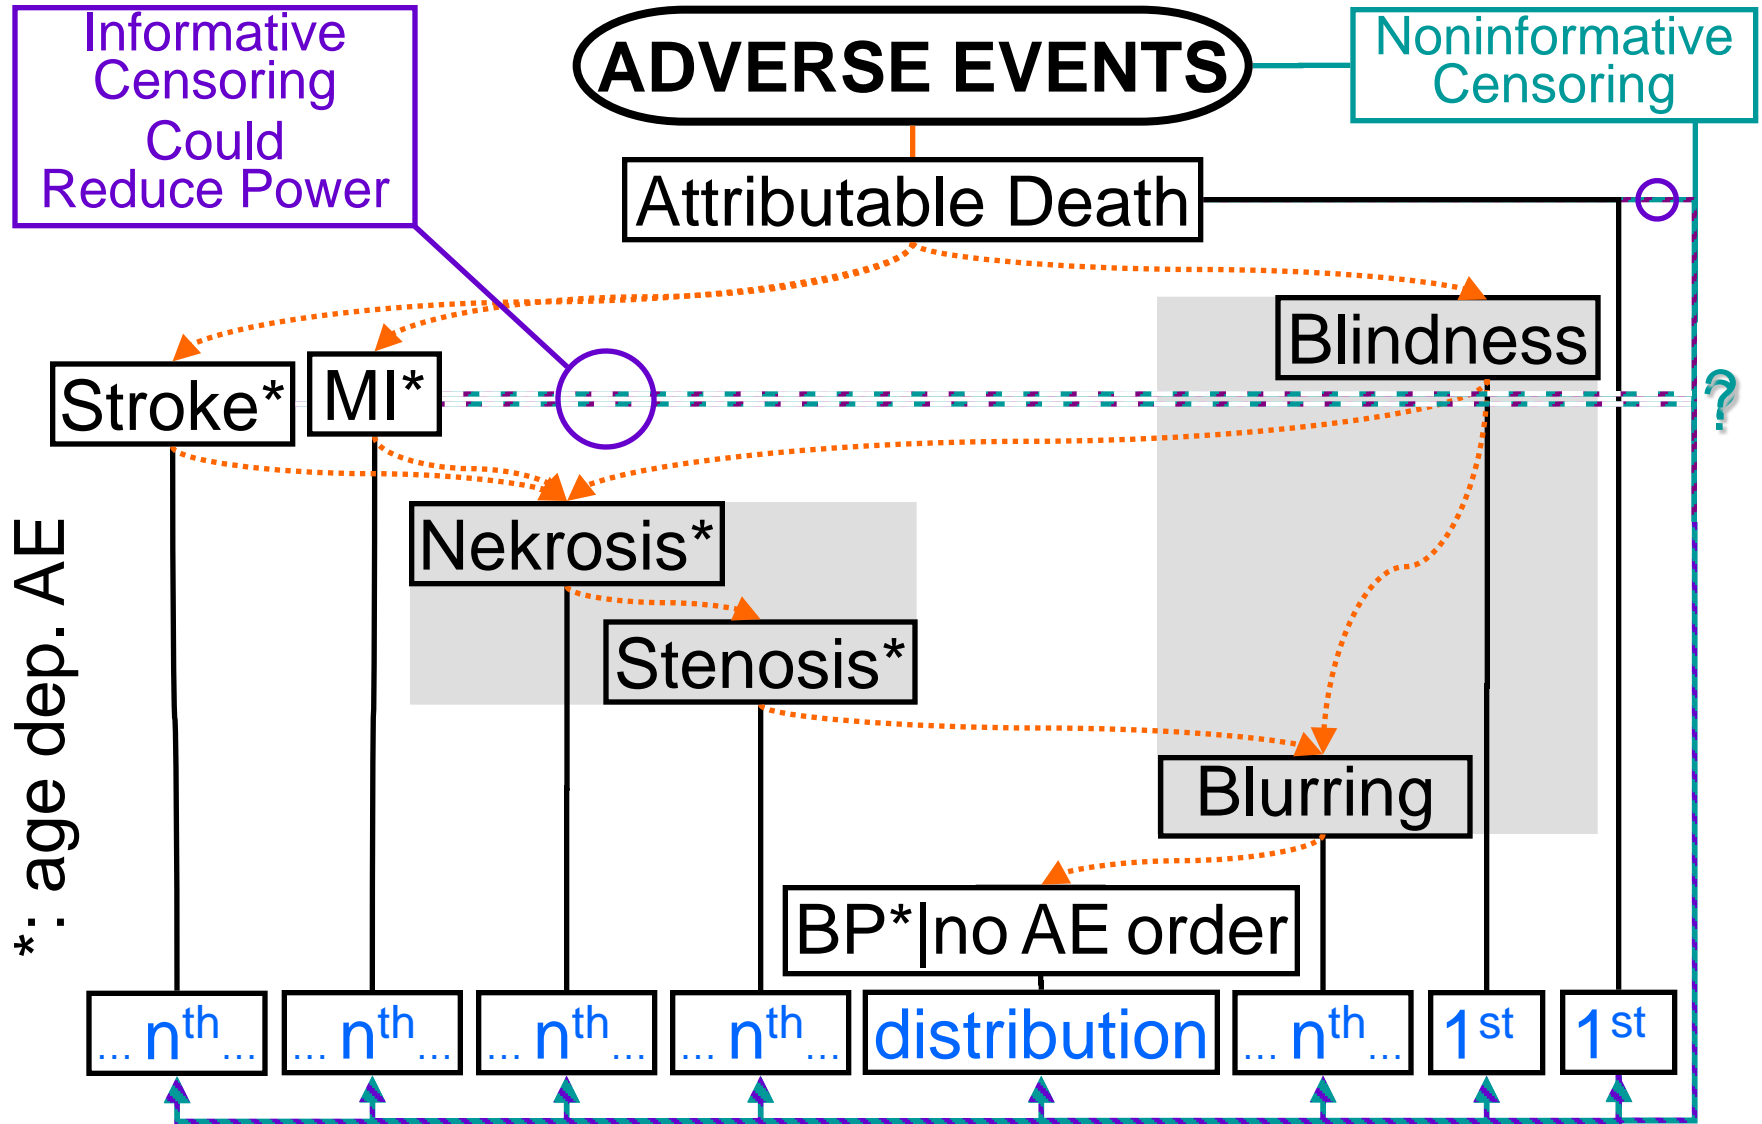 Informative
Censoring
Could
Reduce Power
ADVERSE EVENTS
Noninformative
Censoring
Attributable Death
Blindness
Stroke*
MI*
?
Nekrosis*
Stenosis*
*: age dep. AE
Blurring
BP*|no AE order
... nth ...
... nth ...
... nth ...
... nth ...
distribution
... nth ...
1st
1st